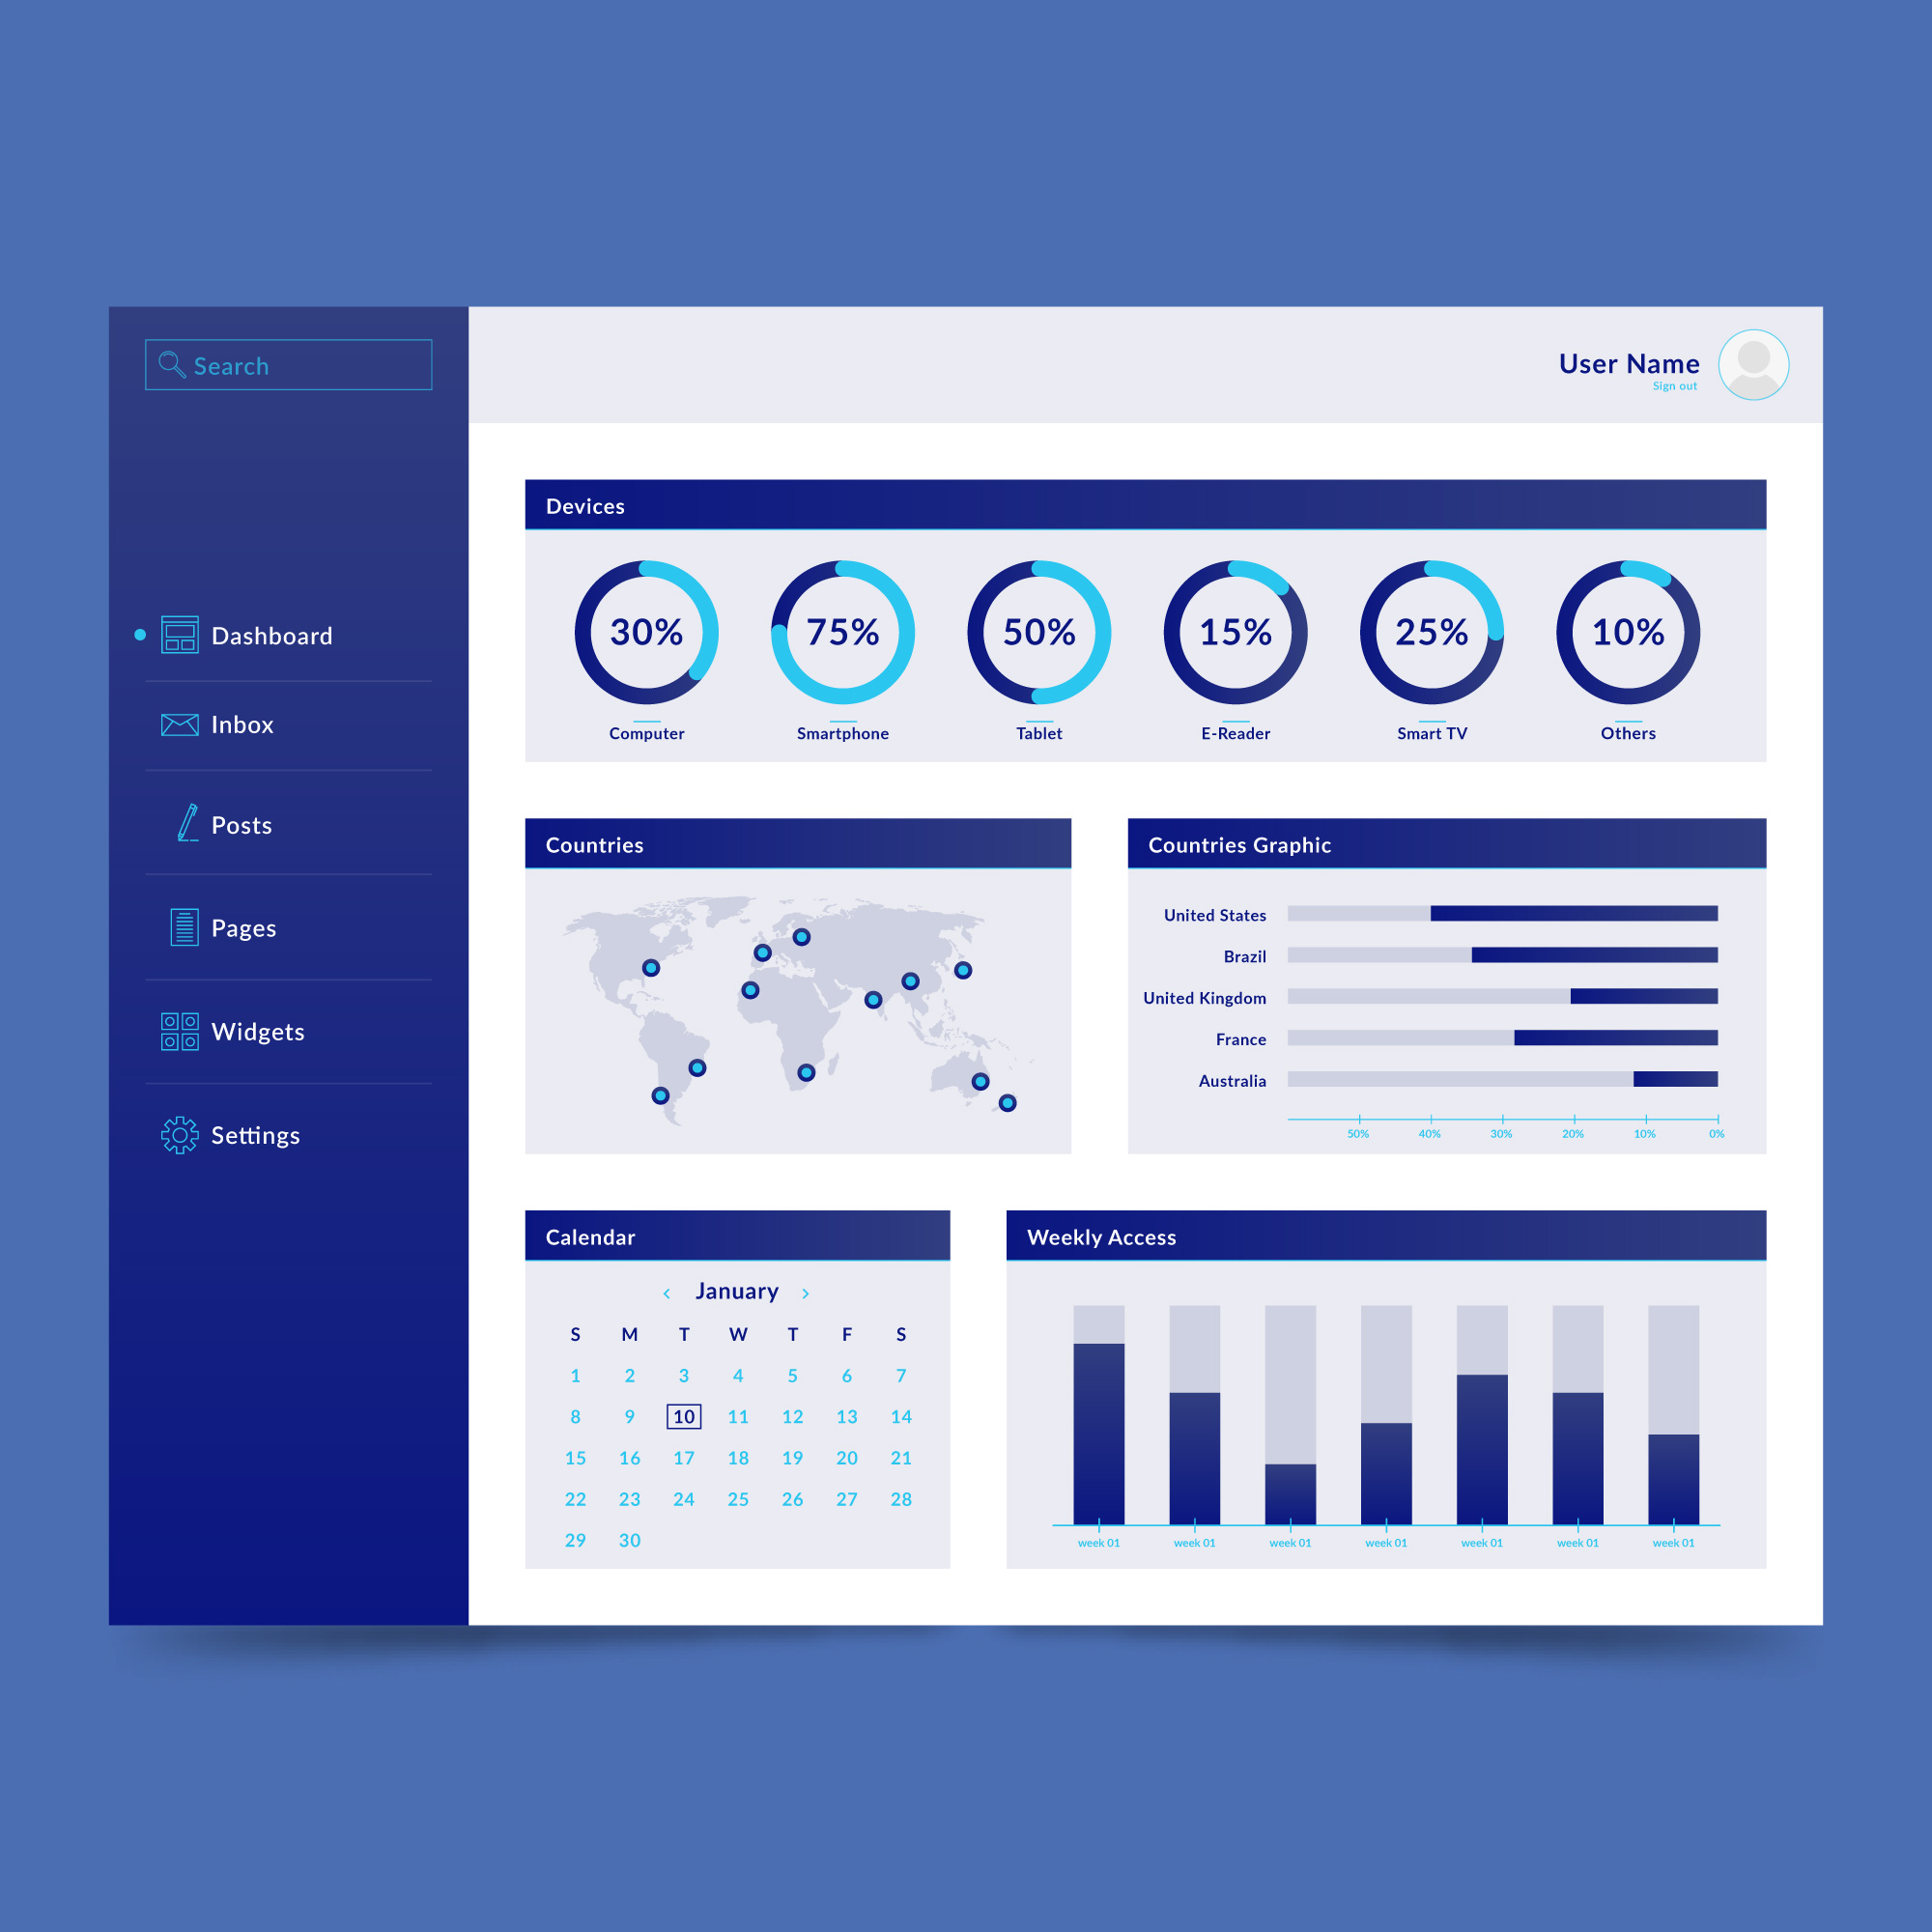 Search
User Name
Sign out
Dashboard
Inbox
Posts
Pages
Widgets
Settings
Devices
30% 75% 50% 15% 25% 10%
Computer Smartphone Tablet E-Reader Smart TV Others
Countries
Countries Graphic
United States
Brazil
United Kingdom
France
Australia
50% 40% 30% 20% 10% 0%
Calendar
< January >
S M T W T F S
1 2 3 4 5 6 7
8 9 10 11 12 13 14
15 16 17 18 19 20 21
22 23 24 25 26 27 28
29 30
Weekly Access
week 01 week 01 week 01 week 01 week 01 week 01 week 01